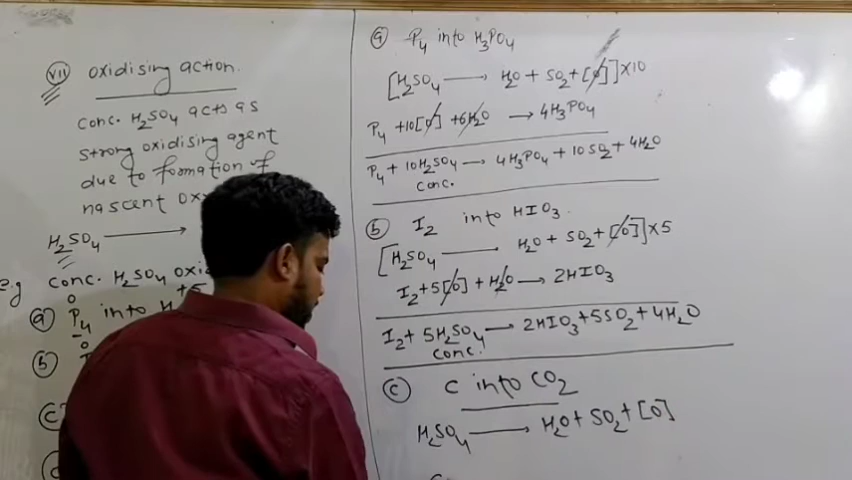 VII oxidising action.
conc. H₂SO₄ acts as
strong oxidising agent
due to formation of
nascent
H₂SO₄ ⟶
e.g conc. H₂SO₄
0 +5
(a) P₄ into H
0
(b)
(c)
(a) P₄ into H₃PO₄
[H₂SO₄ ⟶ H₂O + SO₂ + [O]] × 10
P₄ + 10[O] + 6H₂O ⟶ 4H₃PO₄
P₄ + 10H₂SO₄ ⟶ 4H₃PO₄ + 10SO₂ + 4H₂O
conc.
(b) I₂ into HIO₃.
[H₂SO₄ ⟶ H₂O + SO₂ + [O]] × 5
I₂ + 5[O] + H₂O ⟶ 2HIO₃
I₂ + 5H₂SO₄ ⟶ 2HIO₃ + 5SO₂ + 4H₂O
conc.
(c) C into CO₂
H₂SO₄ ⟶ H₂O + SO₂ + [O]